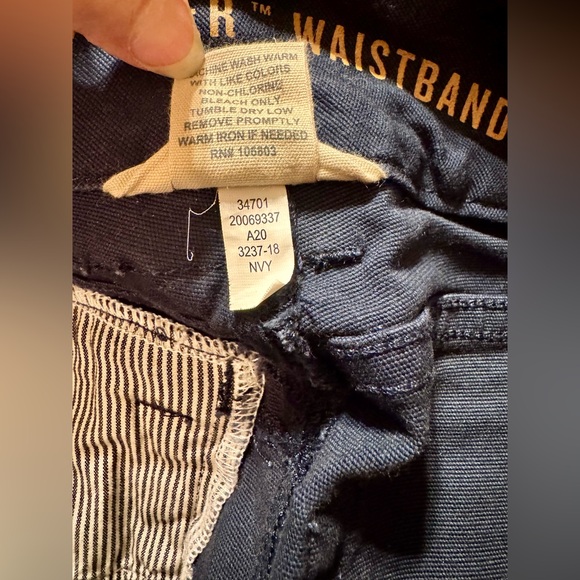 R™ WAISTBAND
MACHINE WASH WARM
WITH LIKE COLORS
NON-CHLORINE
BLEACH ONLY
TUMBLE DRY LOW
REMOVE PROMPTLY
WARM IRON IF NEEDED
RN# 106803
34701
20069337
A20
3237-18
NVY